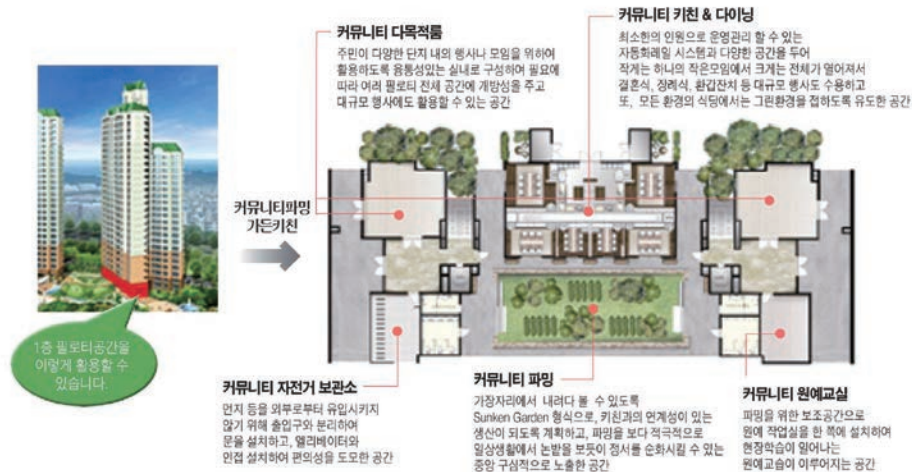 커뮤니티 다목적룸
주민이 다양한 단지 내의 행사나 모임을 위하여
활용하도록 융통성있는 실내로 구성하여 필요에
따라 여러 필로티 전체 공간에 개방성을 주고
대규모 행사에도 활용할 수 있는 공간
커뮤니티 키친 & 다이닝
최소한의 인원으로 운영관리 할 수 있는
자동화레일 시스템과 다양한 공간을 두어
작게는 하나의 작은모임에서 크게는 전체가 열어져서
결혼식, 장례식, 환갑잔치 등 대규모 행사도 수용하고
또, 모든 환경의 식당에서는 그린환경을 접하도록 유도한 공간
커뮤니티파밍
가든키친
1층 필로티공간을
이렇게 활용할 수
있습니다.
커뮤니티 자전거 보관소
먼지 등을 외부로부터 유입시키지
않기 위해 출입구와 분리하여
문을 설치하고, 엘리베이터와
인접 설치하여 편의성을 도모한 공간
커뮤니티 파밍
가장자리에서 내려다 볼 수 있도록
Sunken Garden 형식으로, 키친과의 연계성이 있는
생산이 되도록 계획하고, 파밍을 보다 적극적으로
일상생활에서 논밭을 보듯이 정서를 순화시킬 수 있는
중앙 구심적으로 노출한 공간
커뮤니티 원예교실
파밍을 위한 보조공간으로
원예 작업실을 한 쪽에 설치하여
현장학습이 일어나는
원예교습이 이루어지는 공간